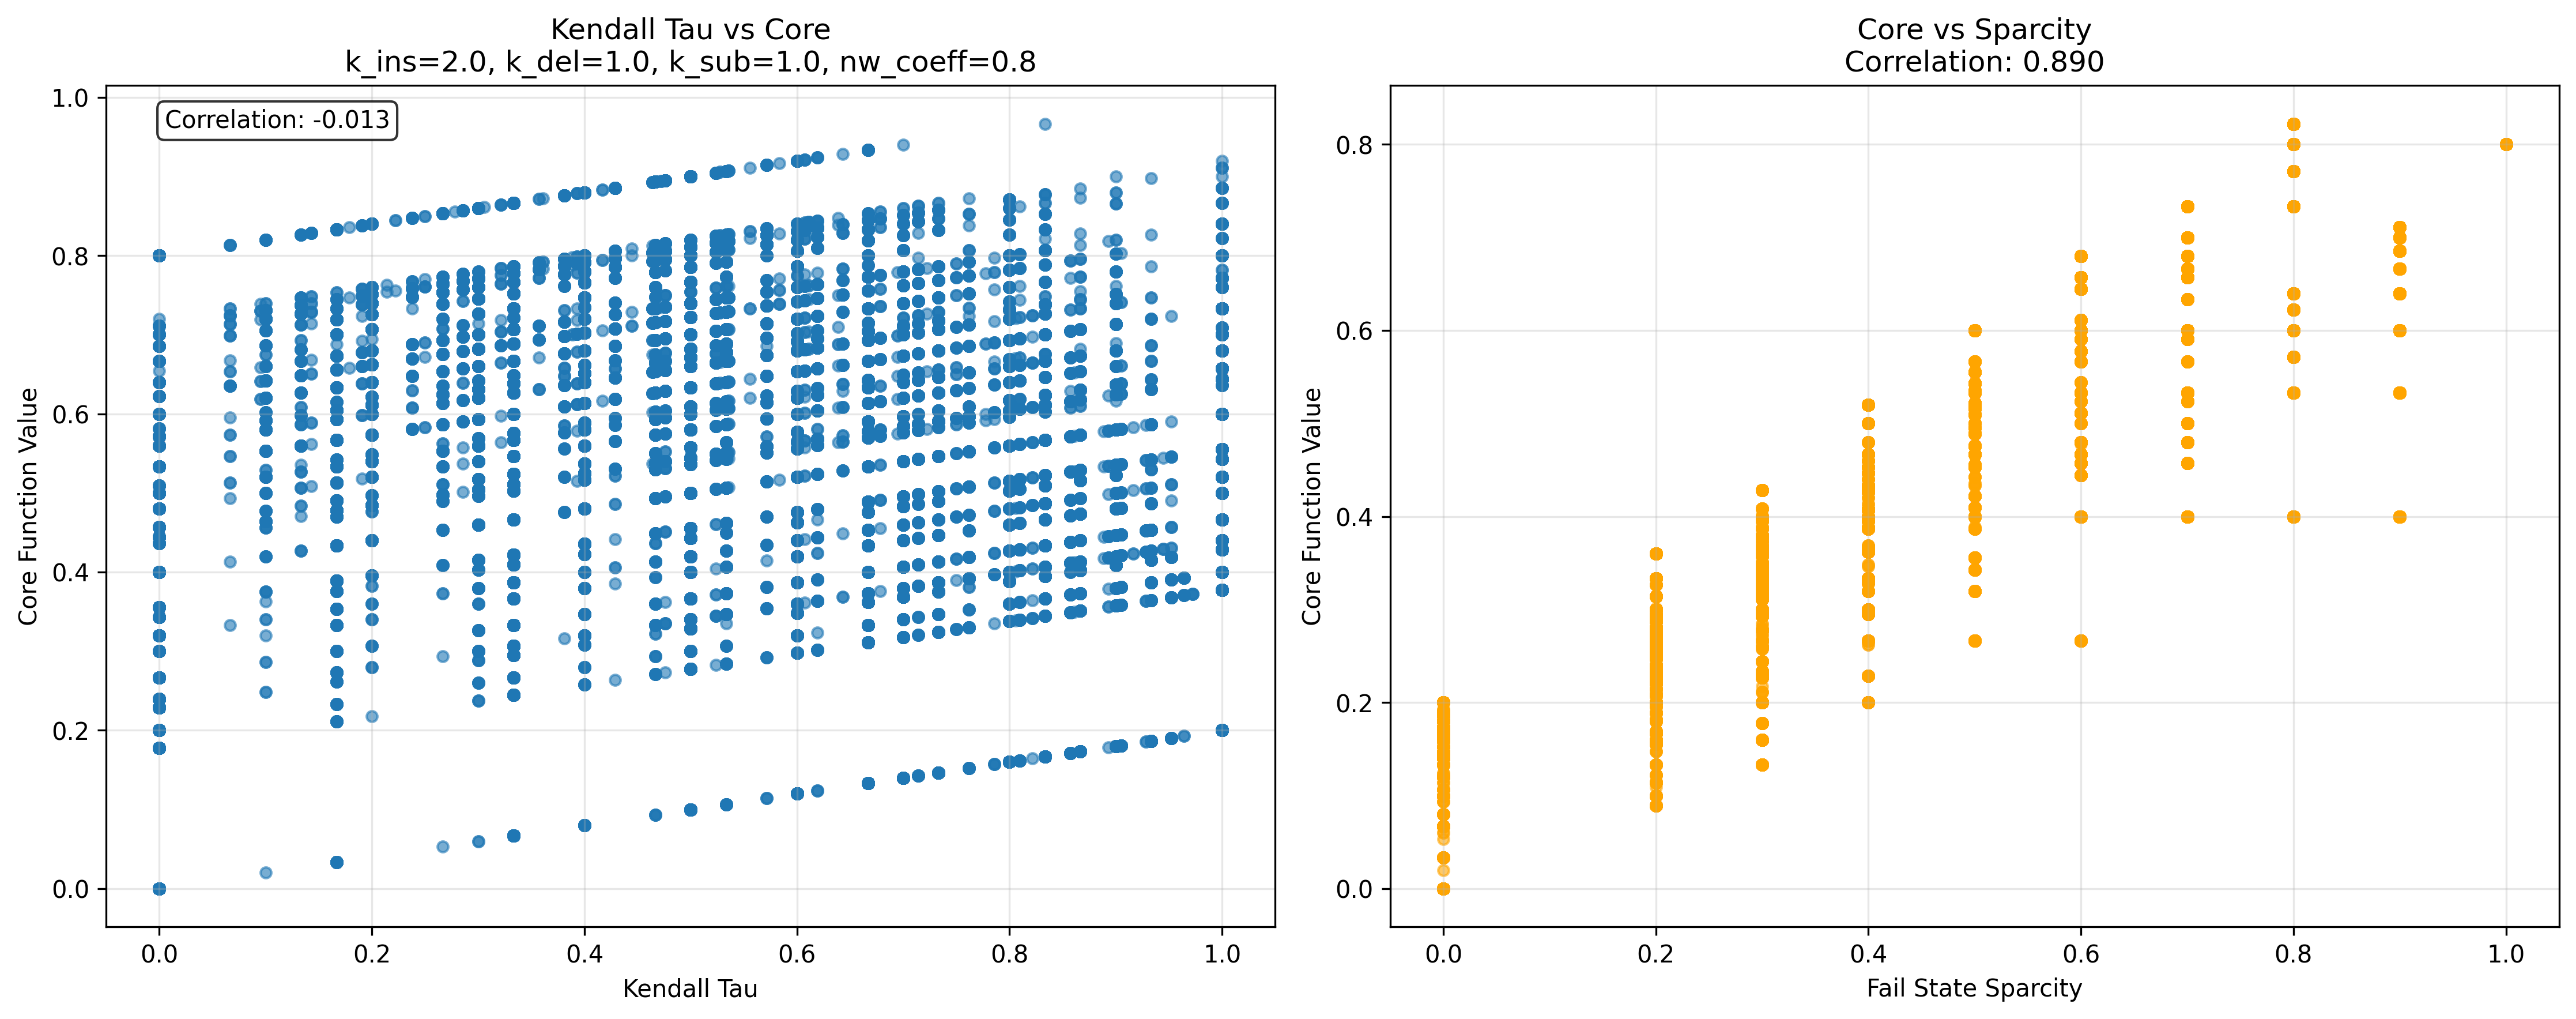 Kendall Tau vs Core
k_ins=2.0, k_del=1.0, k_sub=1.0, nw_coeff=0.8
Correlation: -0.013
1.0
0.8
0.6
0.4
0.2
0.0
Core Function Value
0.0 0.2 0.4 0.6 0.8 1.0
Kendall Tau
Core vs Sparcity
Correlation: 0.890
0.8
0.6
0.4
0.2
0.0
Core Function Value
0.0 0.2 0.4 0.6 0.8 1.0
Fail State Sparcity